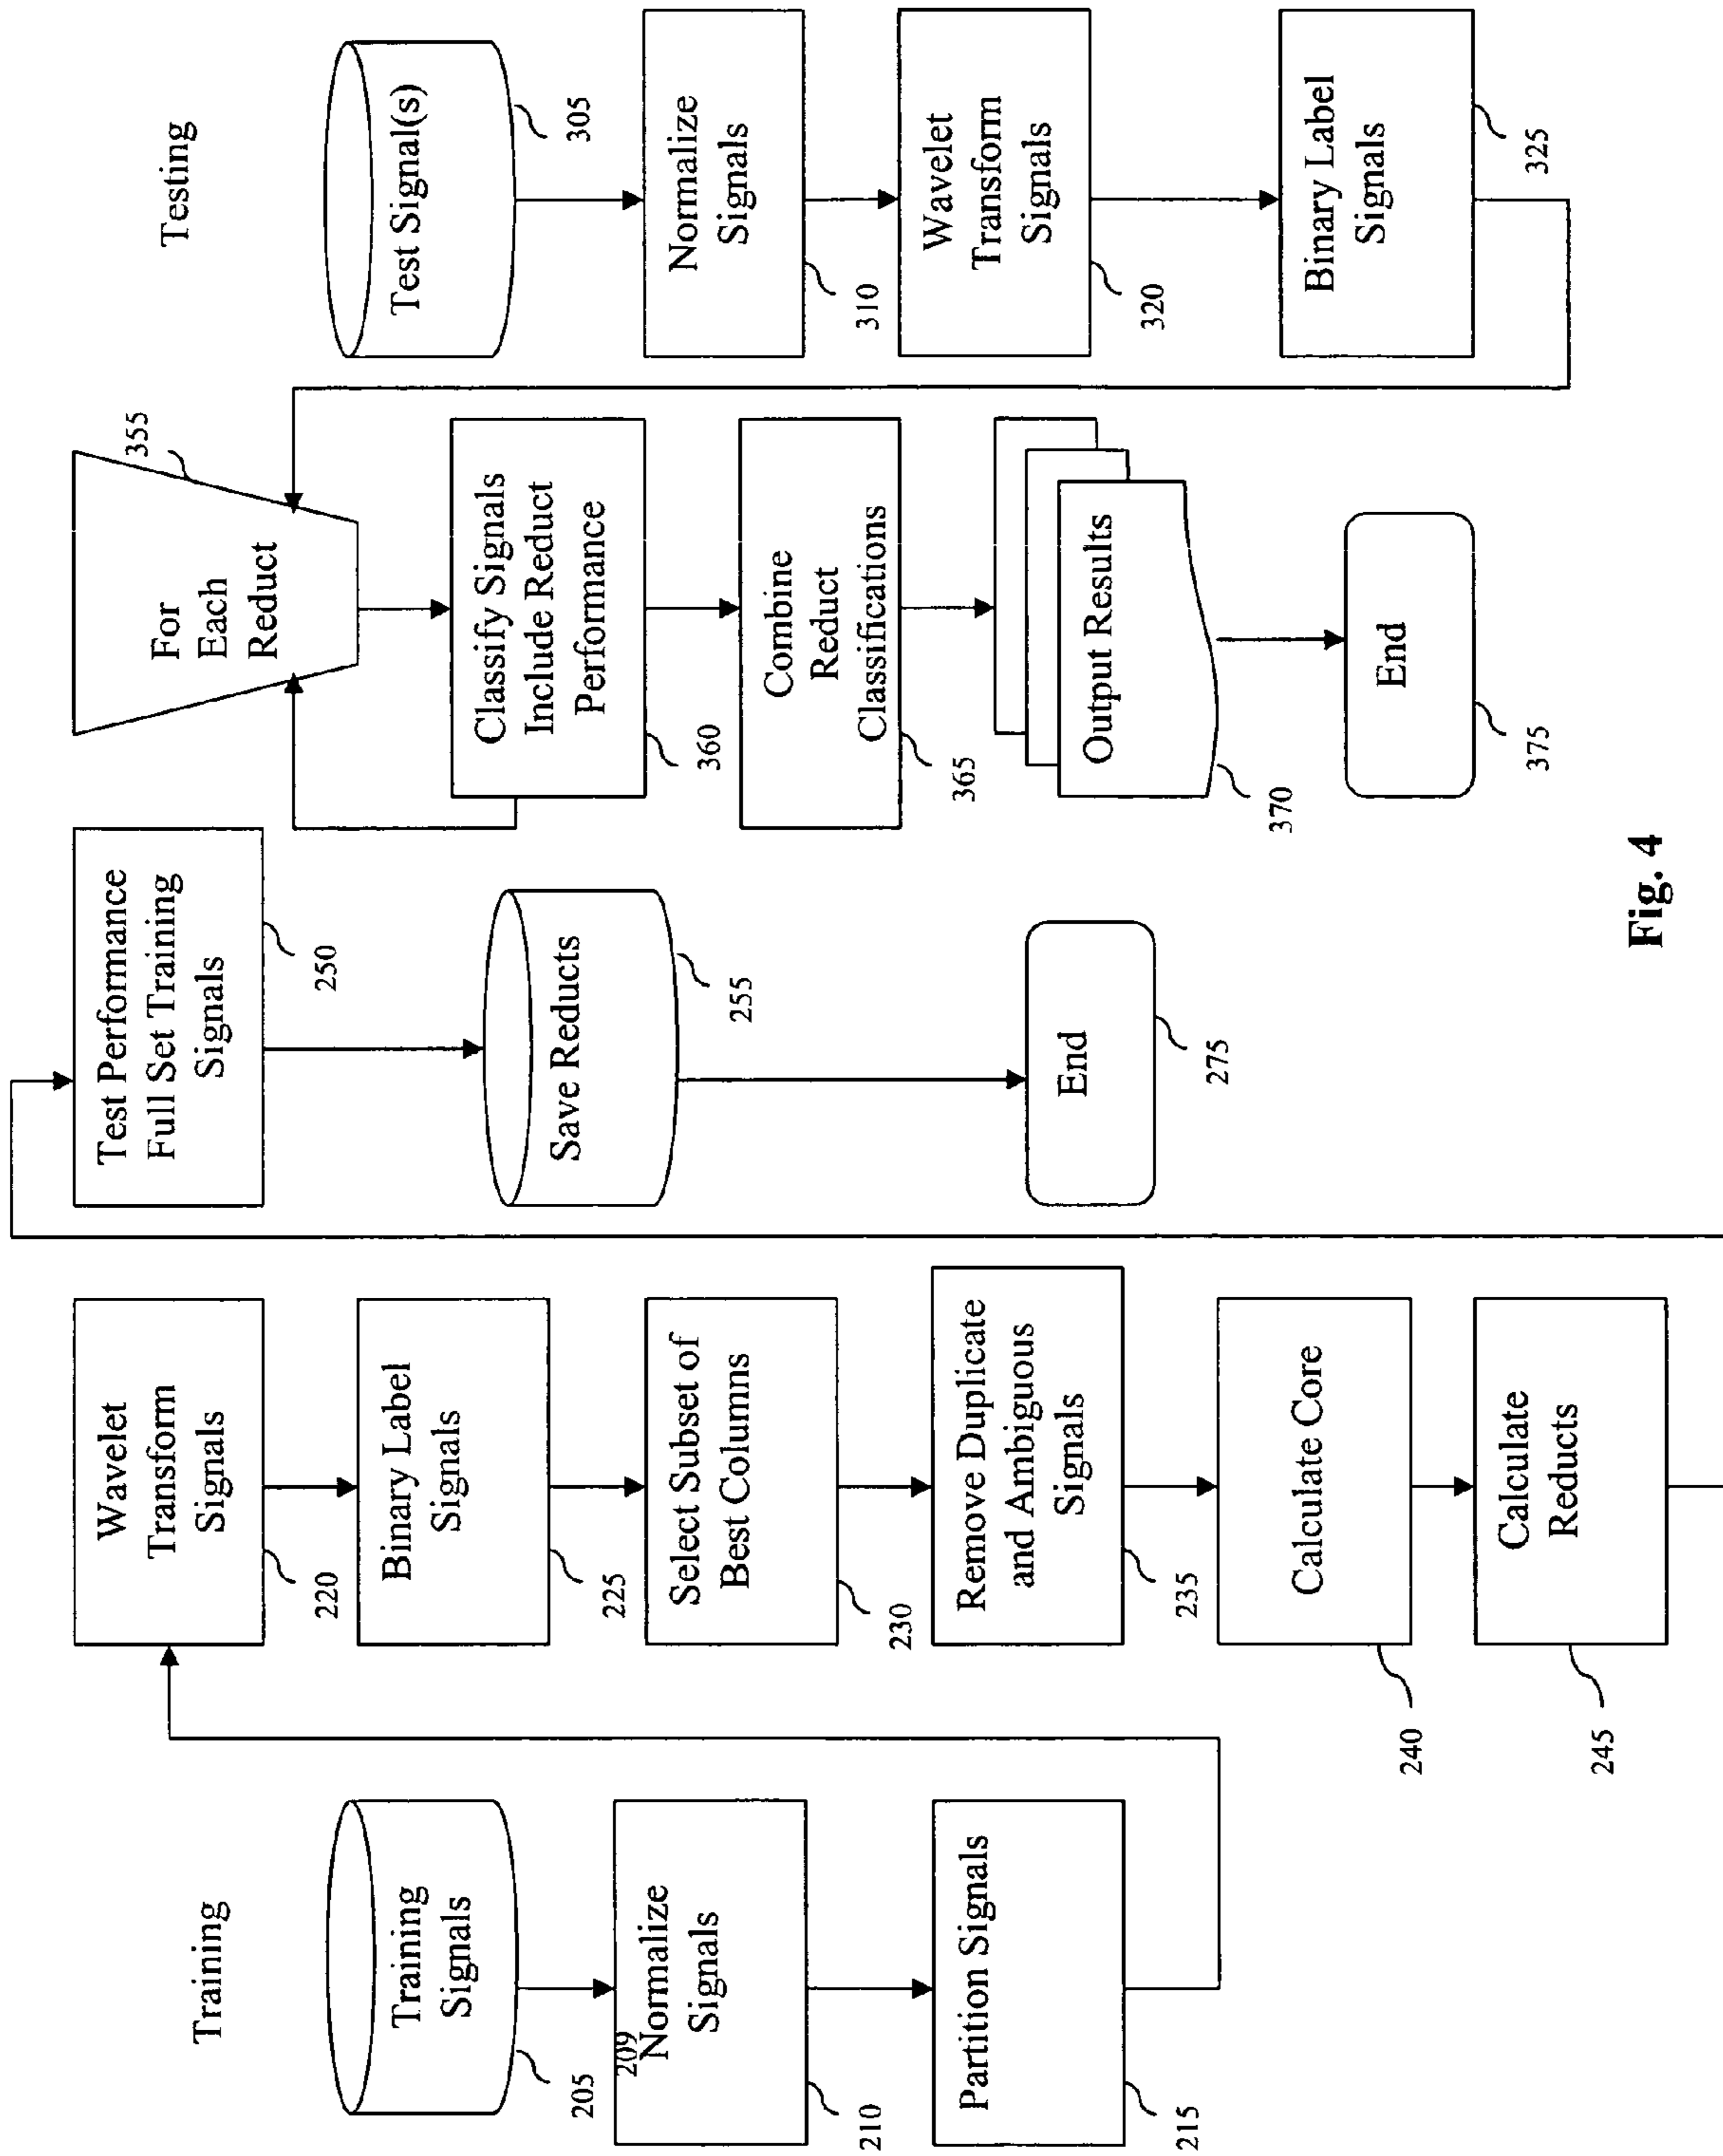 Training
Training
Signals
205
209
Normalize
Signals
210
Partition Signals
215
Wavelet
Transform
Signals
220
Binary Label
Signals
225
Select Subset of
Best Columns
230
Remove Duplicate
and Ambiguous
Signals
235
Calculate Core
240
Calculate
Reducts
245
Test Performance
Full Set Training
Signals
250
Save Reducts
255
End
275
For
Each
Reduct
355
Classify Signals
Include Reduct
Performance
360
Combine
Reduct
Classifications
365
Output Results
370
End
375
Testing
Test Signal(s)
305
Normalize
Signals
310
Wavelet
Transform
Signals
320
Binary Label
Signals
325
Fig. 4